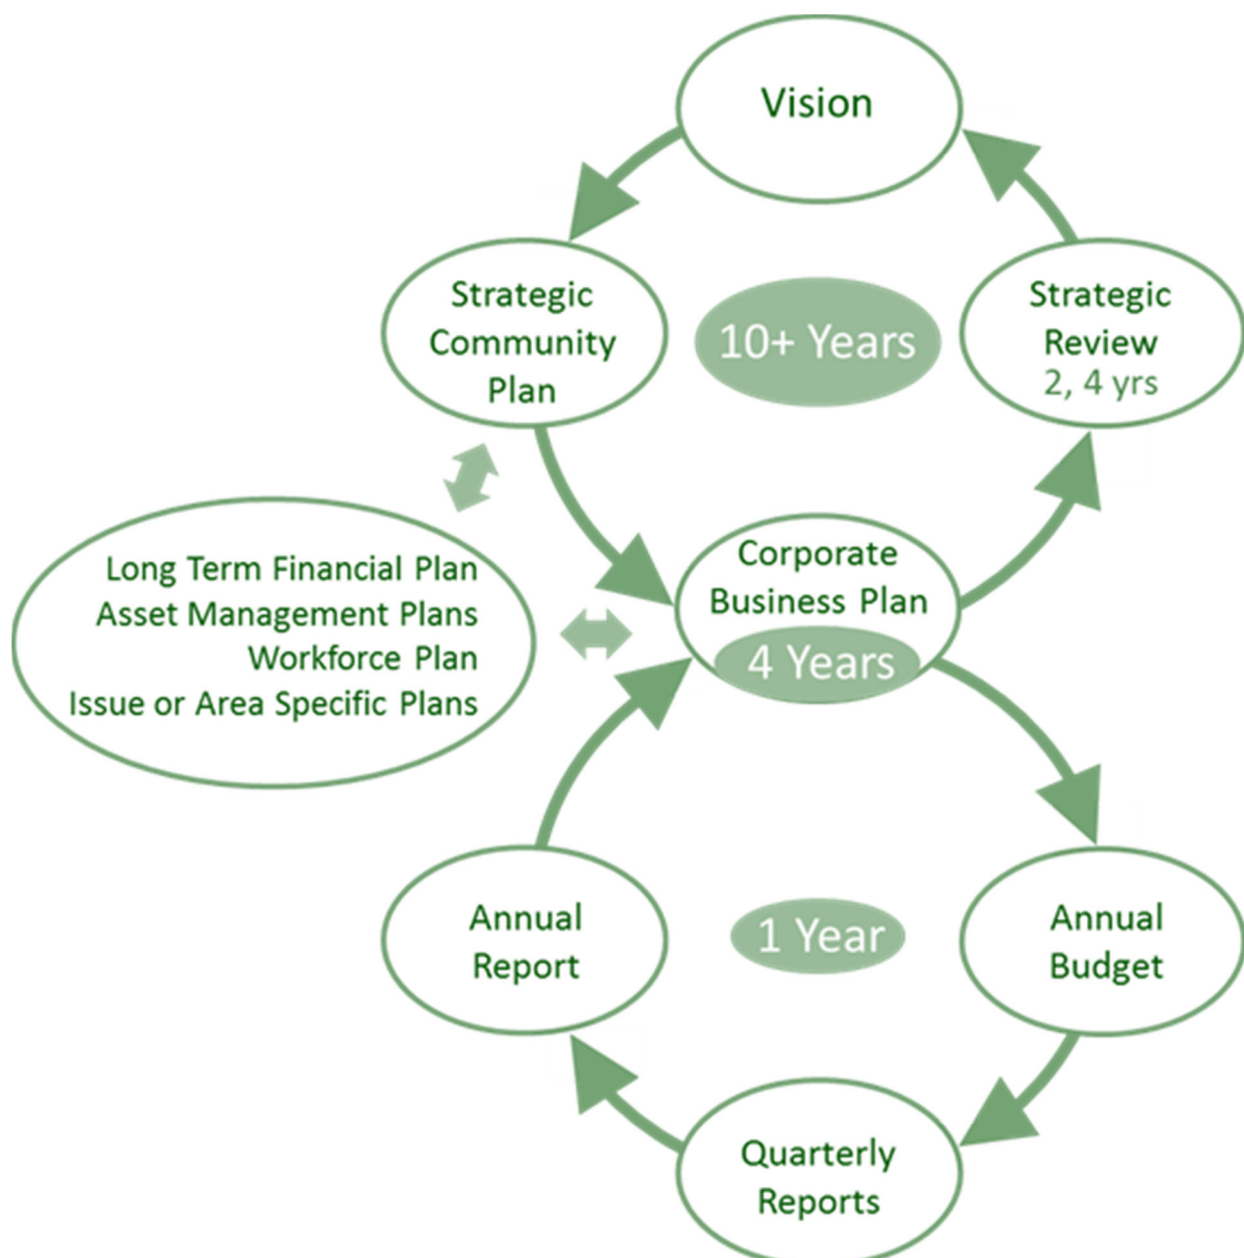 Vision
Strategic
Community
Plan
10+ Years
Strategic
Review
2, 4 yrs
Long Term Financial Plan
Asset Management Plans
Workforce Plan
Issue or Area Specific Plans
Corporate
Business Plan
4 Years
Annual
Report
1 Year
Annual
Budget
Quarterly
Reports